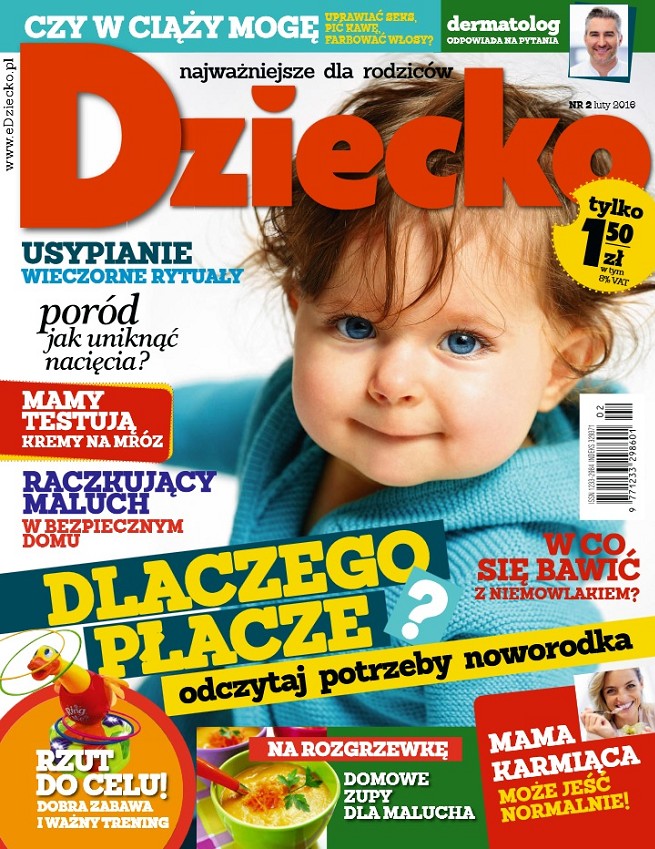 CZY W CIĄŻY MOGĘ
UPRAWIAĆ SEKS,
PIĆ KAWĘ,
FARBOWAĆ WŁOSY?
dermatolog
ODPOWIADA NA PYTANIA
www.eDziecko.pl
najważniejsze dla rodziców
NR 2 luty 2016
Dziecko
tylko
1 50
zł
w tym
8% VAT
USYPIANIE
WIECZORNE RYTUAŁY
poród
jak uniknąć
nacięcia?
MAMY
TESTUJĄ
KREMY NA MRÓZ
RACZKUJĄCY
MALUCH
W BEZPIECZNYM
DOMU
02
ISSN 1233-2984 INDEKS 329371
9 771233 298601
W CO
SIĘ BAWIĆ
Z NIEMOWLAKIEM?
DLACZEGO
PŁACZE?
odczytaj potrzeby noworodka
RZUT
DO CELU!
DOBRA ZABAWA
I WAŻNY TRENING
NA ROZGRZEWKĘ
DOMOWE
ZUPY
DLA MALUCHA
MAMA
KARMIĄCA
MOŻE JEŚĆ
NORMALNIE!